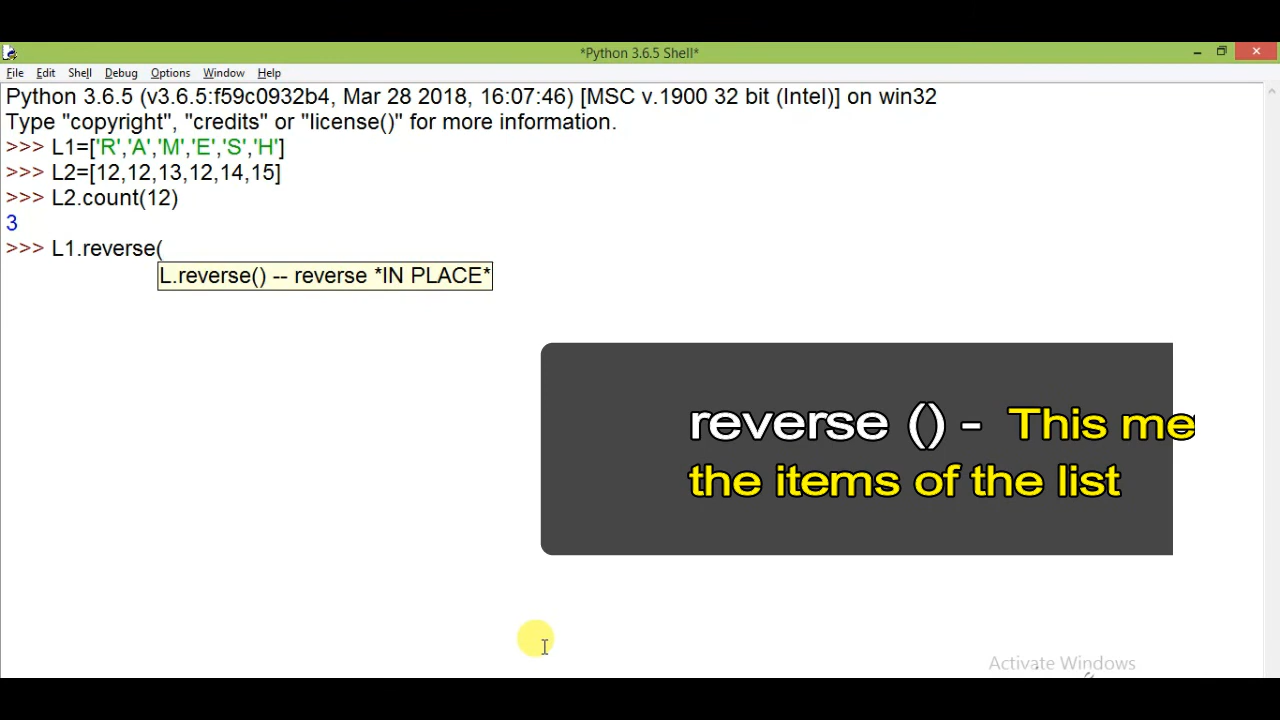 *Python 3.6.5 Shell*
File Edit Shell Debug Options Window Help
Python 3.6.5 (v3.6.5:f59c0932b4, Mar 28 2018, 16:07:46) [MSC v.1900 32 bit (Intel)] on win32
Type "copyright", "credits" or "license()" for more information.
>>> L1=['R','A','M','E','S','H']
>>> L2=[12,12,13,12,14,15]
>>> L2.count(12)
3
>>> L1.reverse(
L.reverse() -- reverse *IN PLACE*
reverse () - This me
the items of the list
Activate Windows